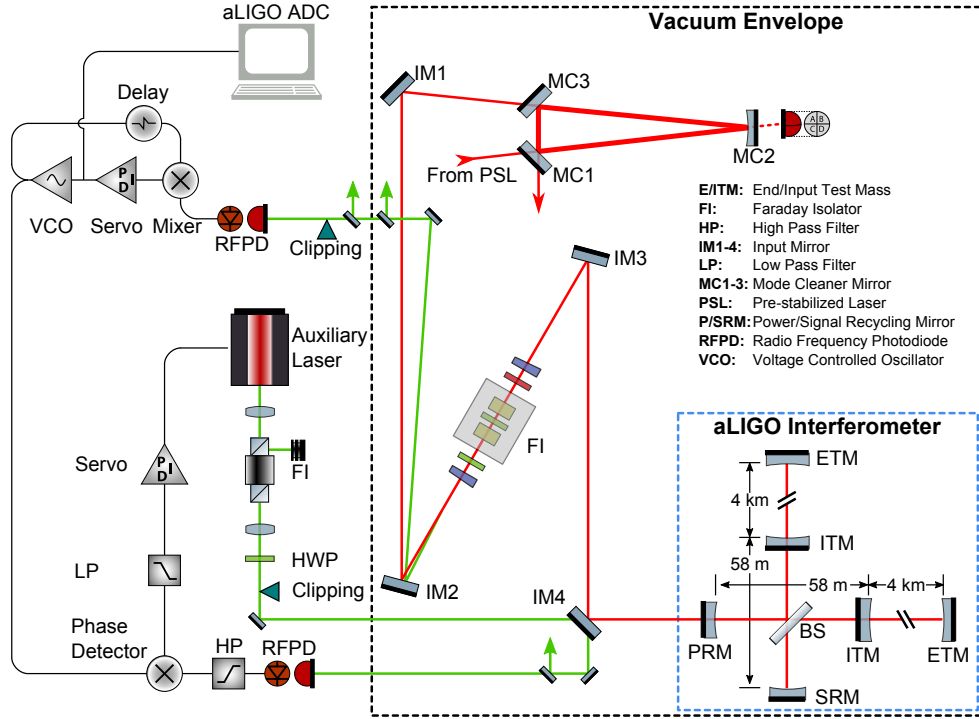 aLIGO ADC
Vacuum Envelope
IM1
MC3
Delay
A B
C D
MC2
From PSL
MC1
P I
D
VCO
Servo
Mixer
RFPD
Clipping
E/ITM: End/Input Test Mass
FI: Faraday Isolator
HP: High Pass Filter
IM1-4: Input Mirror
LP: Low Pass Filter
MC1-3: Mode Cleaner Mirror
PSL: Pre-stabilized Laser
P/SRM: Power/Signal Recycling Mirror
RFPD: Radio Frequency Photodiode
VCO: Voltage Controlled Oscillator
IM3
Auxiliary
Laser
FI
aLIGO Interferometer
Servo
P I
D
FI
ETM
4 km
ITM
58 m
HWP
LP
Clipping
IM2
IM4
58 m
4 km
Phase
Detector
HP
RFPD
PRM
BS
ITM
ETM
SRM